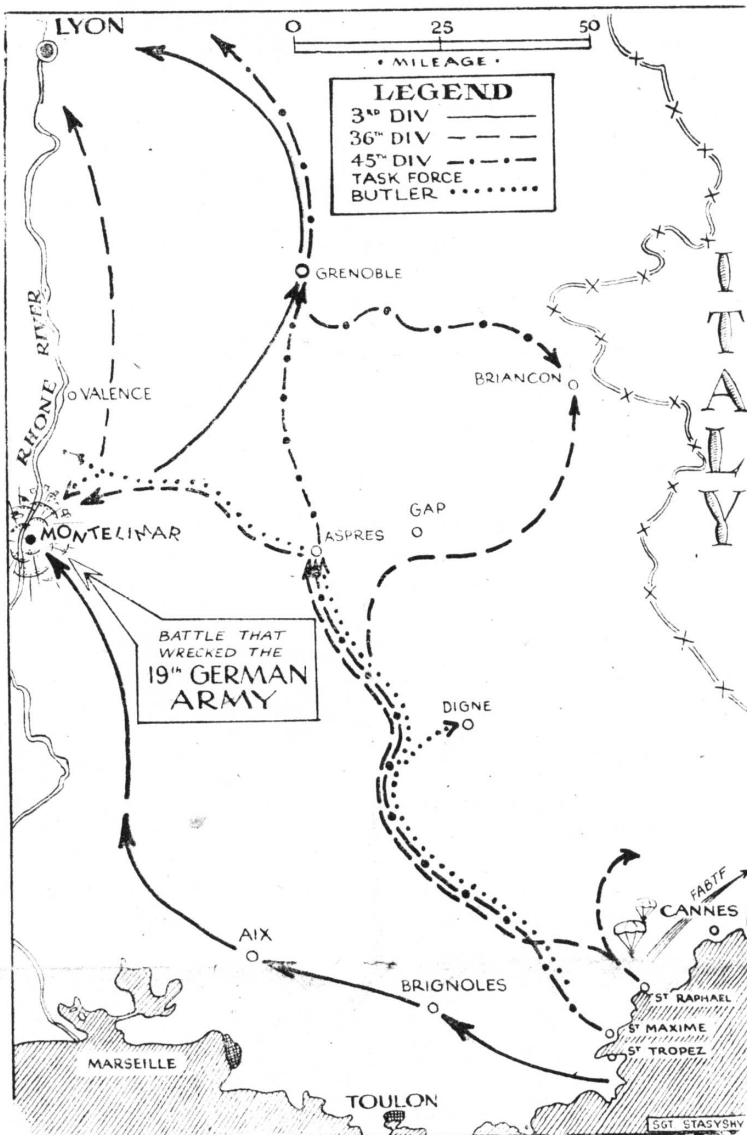 LYON
0 25 50
• MILEAGE •
LEGEND
3RD DIV
36TH DIV
45TH DIV
TASK FORCE
BUTLER
GRENOBLE
ITALY
RHONE RIVER
VALENCE
BRIANCON
GAP
MONTELIMAR
ASPRES
BATTLE THAT
WRECKED THE
19TH GERMAN
ARMY
DIGNE
FABTF
CANNES
AIX
BRIGNOLES
ST RAPHAEL
ST MAXIME
ST TROPEZ
MARSEILLE
TOULON
SGT STASYSHY